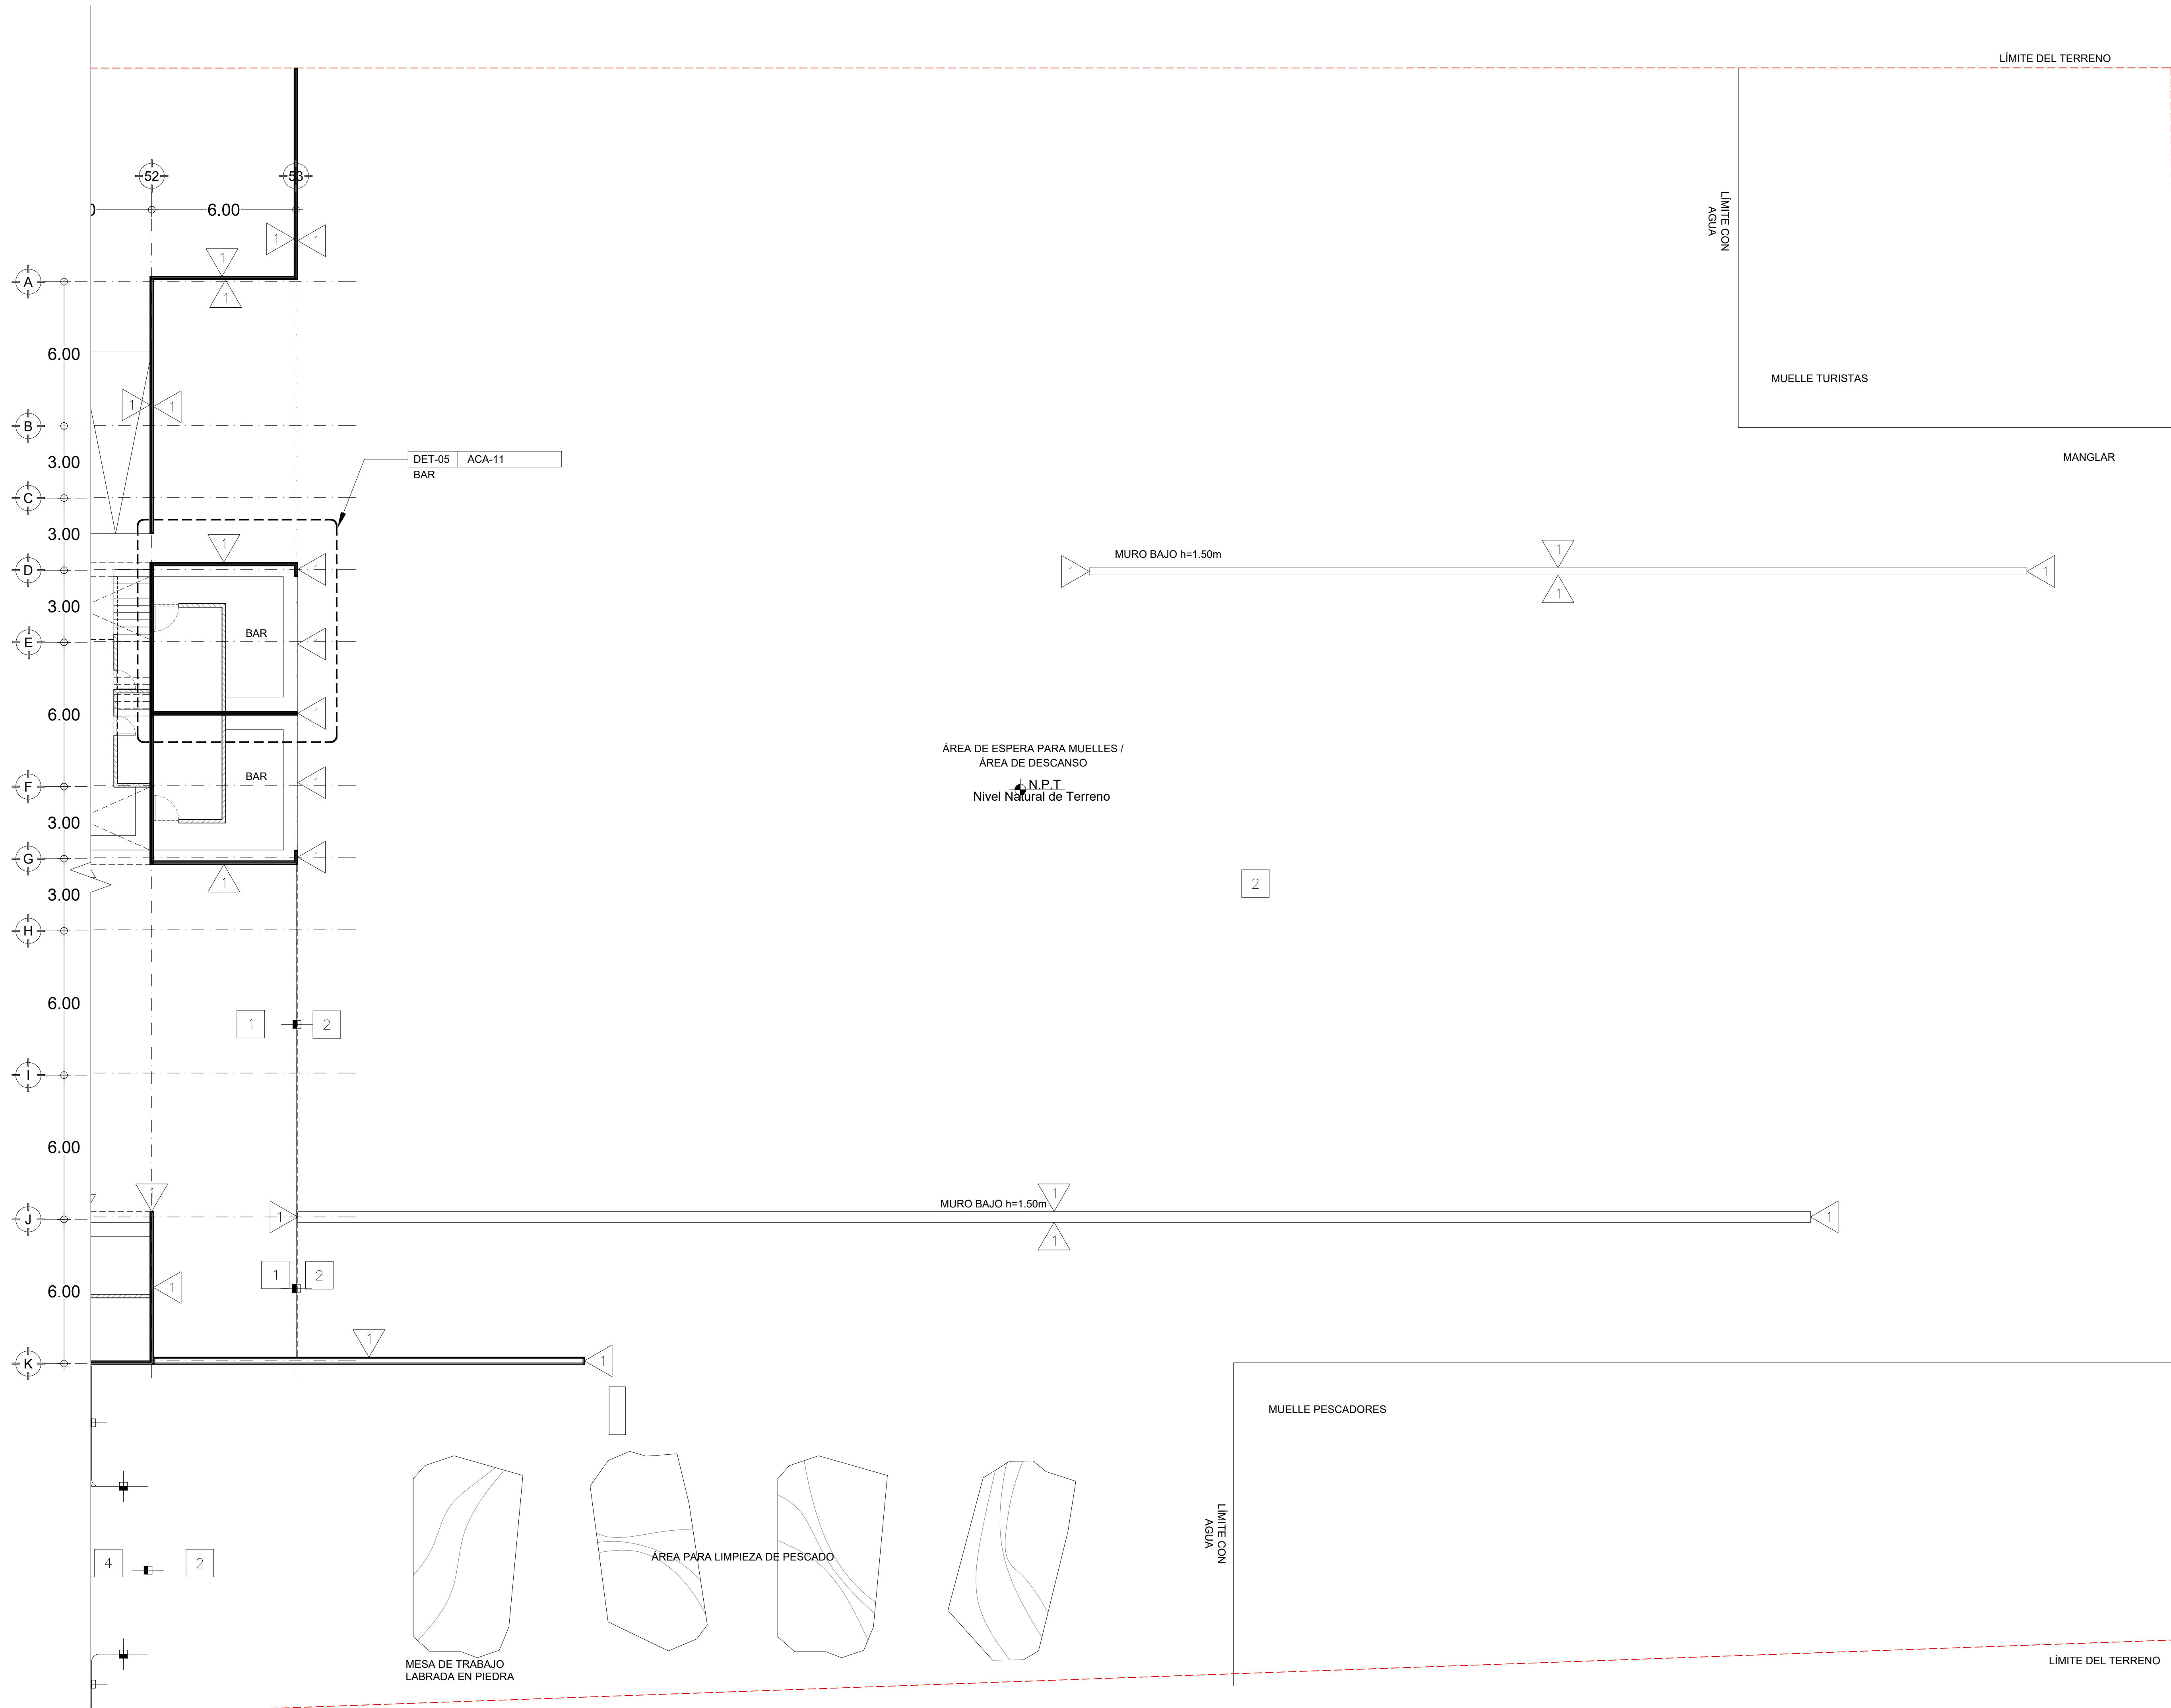 LÍMITE DEL TERRENO
52
53
6.00
LÍMITE CON
AGUA
1
1
1
A
1
6.00
MUELLE TURISTAS
1
1
B
3.00
DET-05 ACA-11
MANGLAR
BAR
C
3.00
1
1
MURO BAJO h=1.50m
D
1
1
1
1
3.00
BAR
E
1
6.00
1
ÁREA DE ESPERA PARA MUELLES /
ÁREA DE DESCANSO
BAR
F
1
N.P.T
Nivel Natural de Terreno
3.00
G
1
1
2
3.00
H
6.00
1
2
I
6.00
1
1
MURO BAJO h=1.50m
J
1
1
1
1
2
1
6.00
1
K
1
MUELLE PESCADORES
LÍMITE CON
AGUA
ÁREA PARA LIMPIEZA DE PESCADO
4
2
MESA DE TRABAJO
LABRADA EN PIEDRA
LÍMITE DEL TERRENO